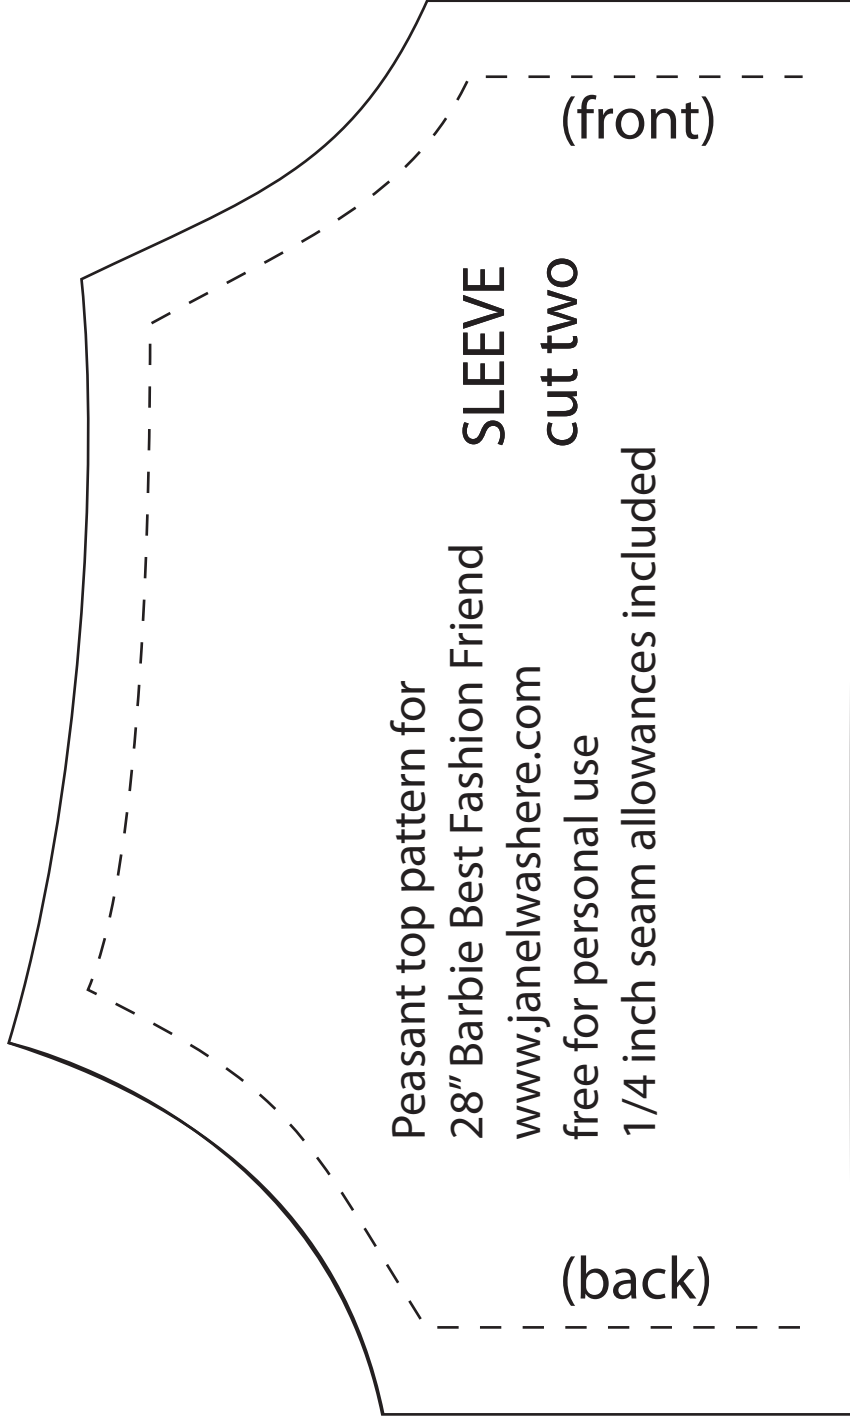 (front)
SLEEVE
cut two
Peasant top pattern for
28” Barbie Best Fashion Friend
www.janelwashere.com
free for personal use
1/4 inch seam allowances included
(back)